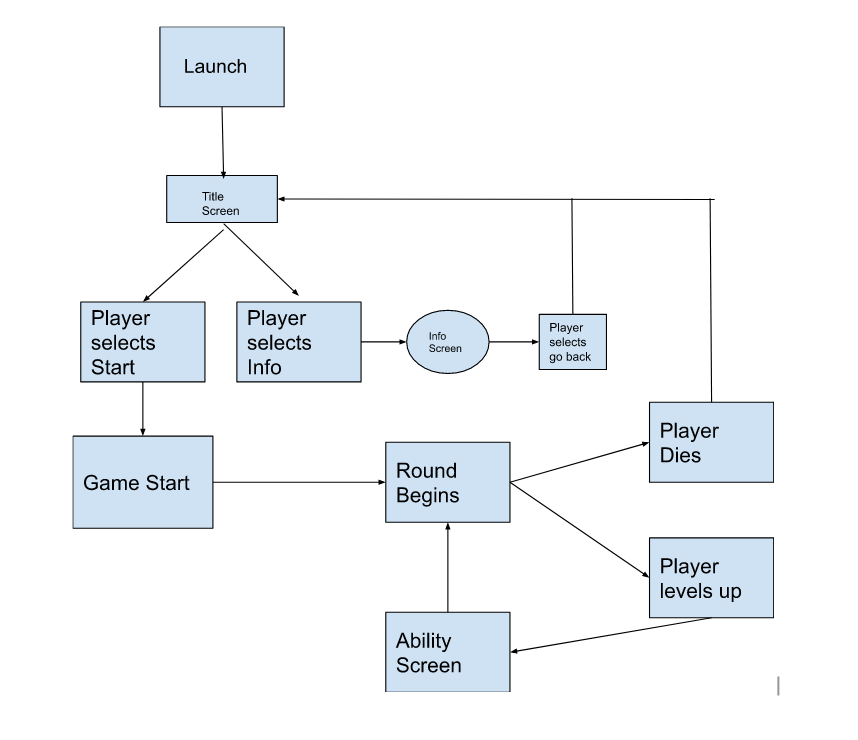 Launch
Title
Screen
Player
selects
Start
Player
selects
Info
Info
Screen
Player
selects
go back
Game Start
Round
Begins
Player
Dies
Player
levels up
Ability
Screen